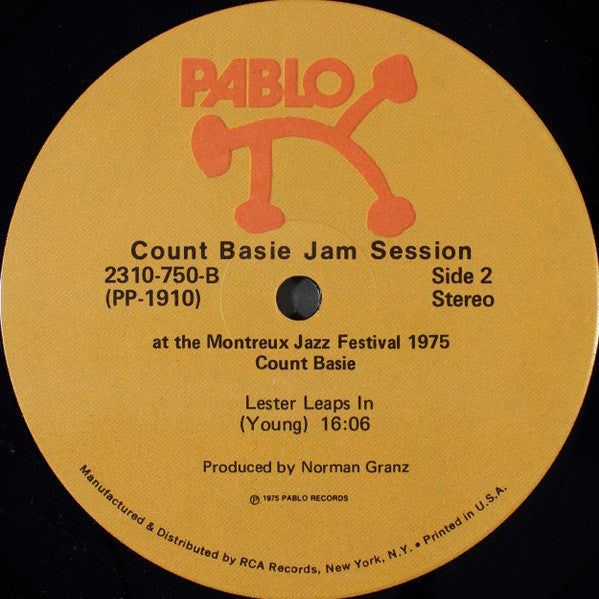 PABLO
Count Basie Jam Session
2310-750-B Side 2
(PP-1910) Stereo
at the Montreux Jazz Festival 1975
Count Basie
Lester Leaps In
(Young) 16:06
Produced by Norman Granz
℗ 1975 PABLO RECORDS
Manufactured & Distributed by RCA Records, New York, N.Y. • Printed in U.S.A.